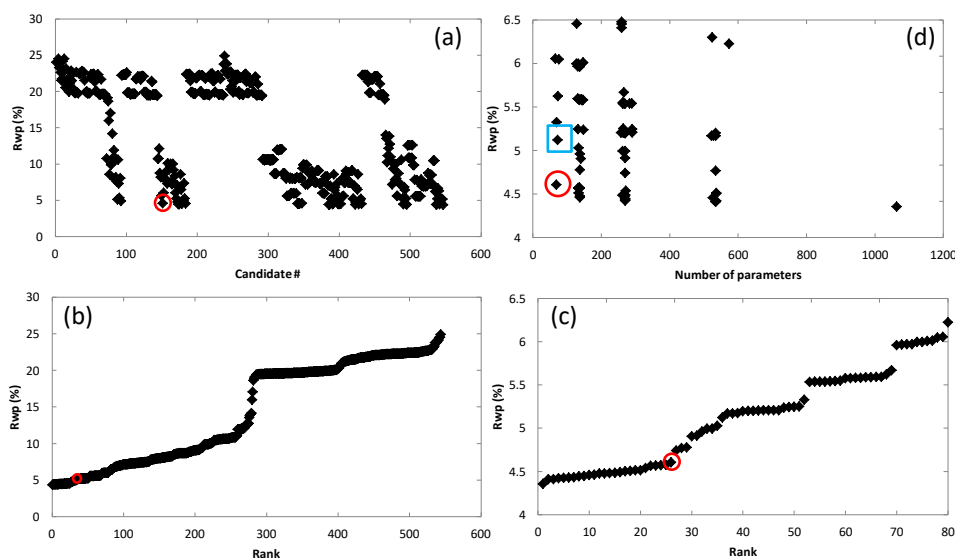 30
25
20
15
10
5
0
0 100 200 300 400 500 600
Rwp (%)
Candidate #
(a)
6.5
6
5.5
5
4.5
4
0 200 400 600 800 1000 1200
Rwp (%)
Number of parameters
(d)
30
25
20
15
10
5
0
0 100 200 300 400 500 600
Rwp (%)
Rank
(b)
6.5
6
5.5
5
4.5
4
0 10 20 30 40 50 60 70 80
Rwp (%)
Rank
(c)